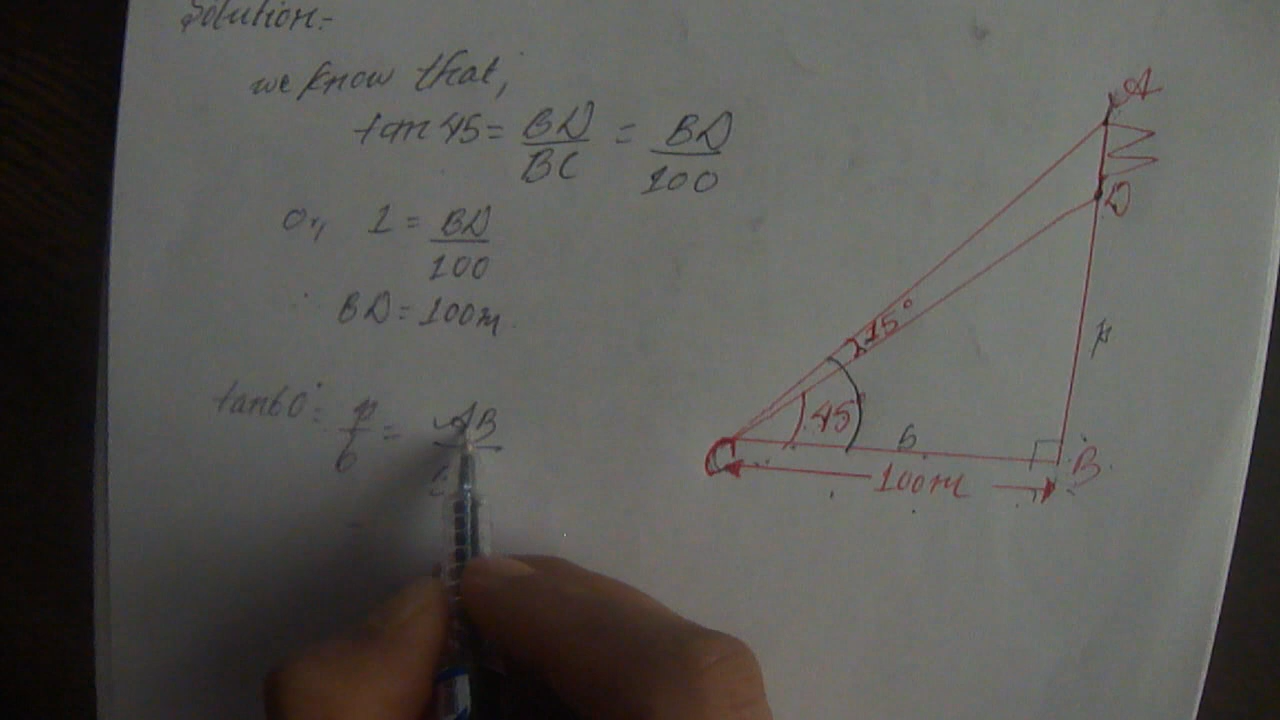 Solution:-
we know that,
tan 45 = BD/BC = BD/100
or, 1 = BD/100
∴ BD = 100m.
tan60° = p/b = AB
=
A
D
15°
p
45°
b
C
B
100m